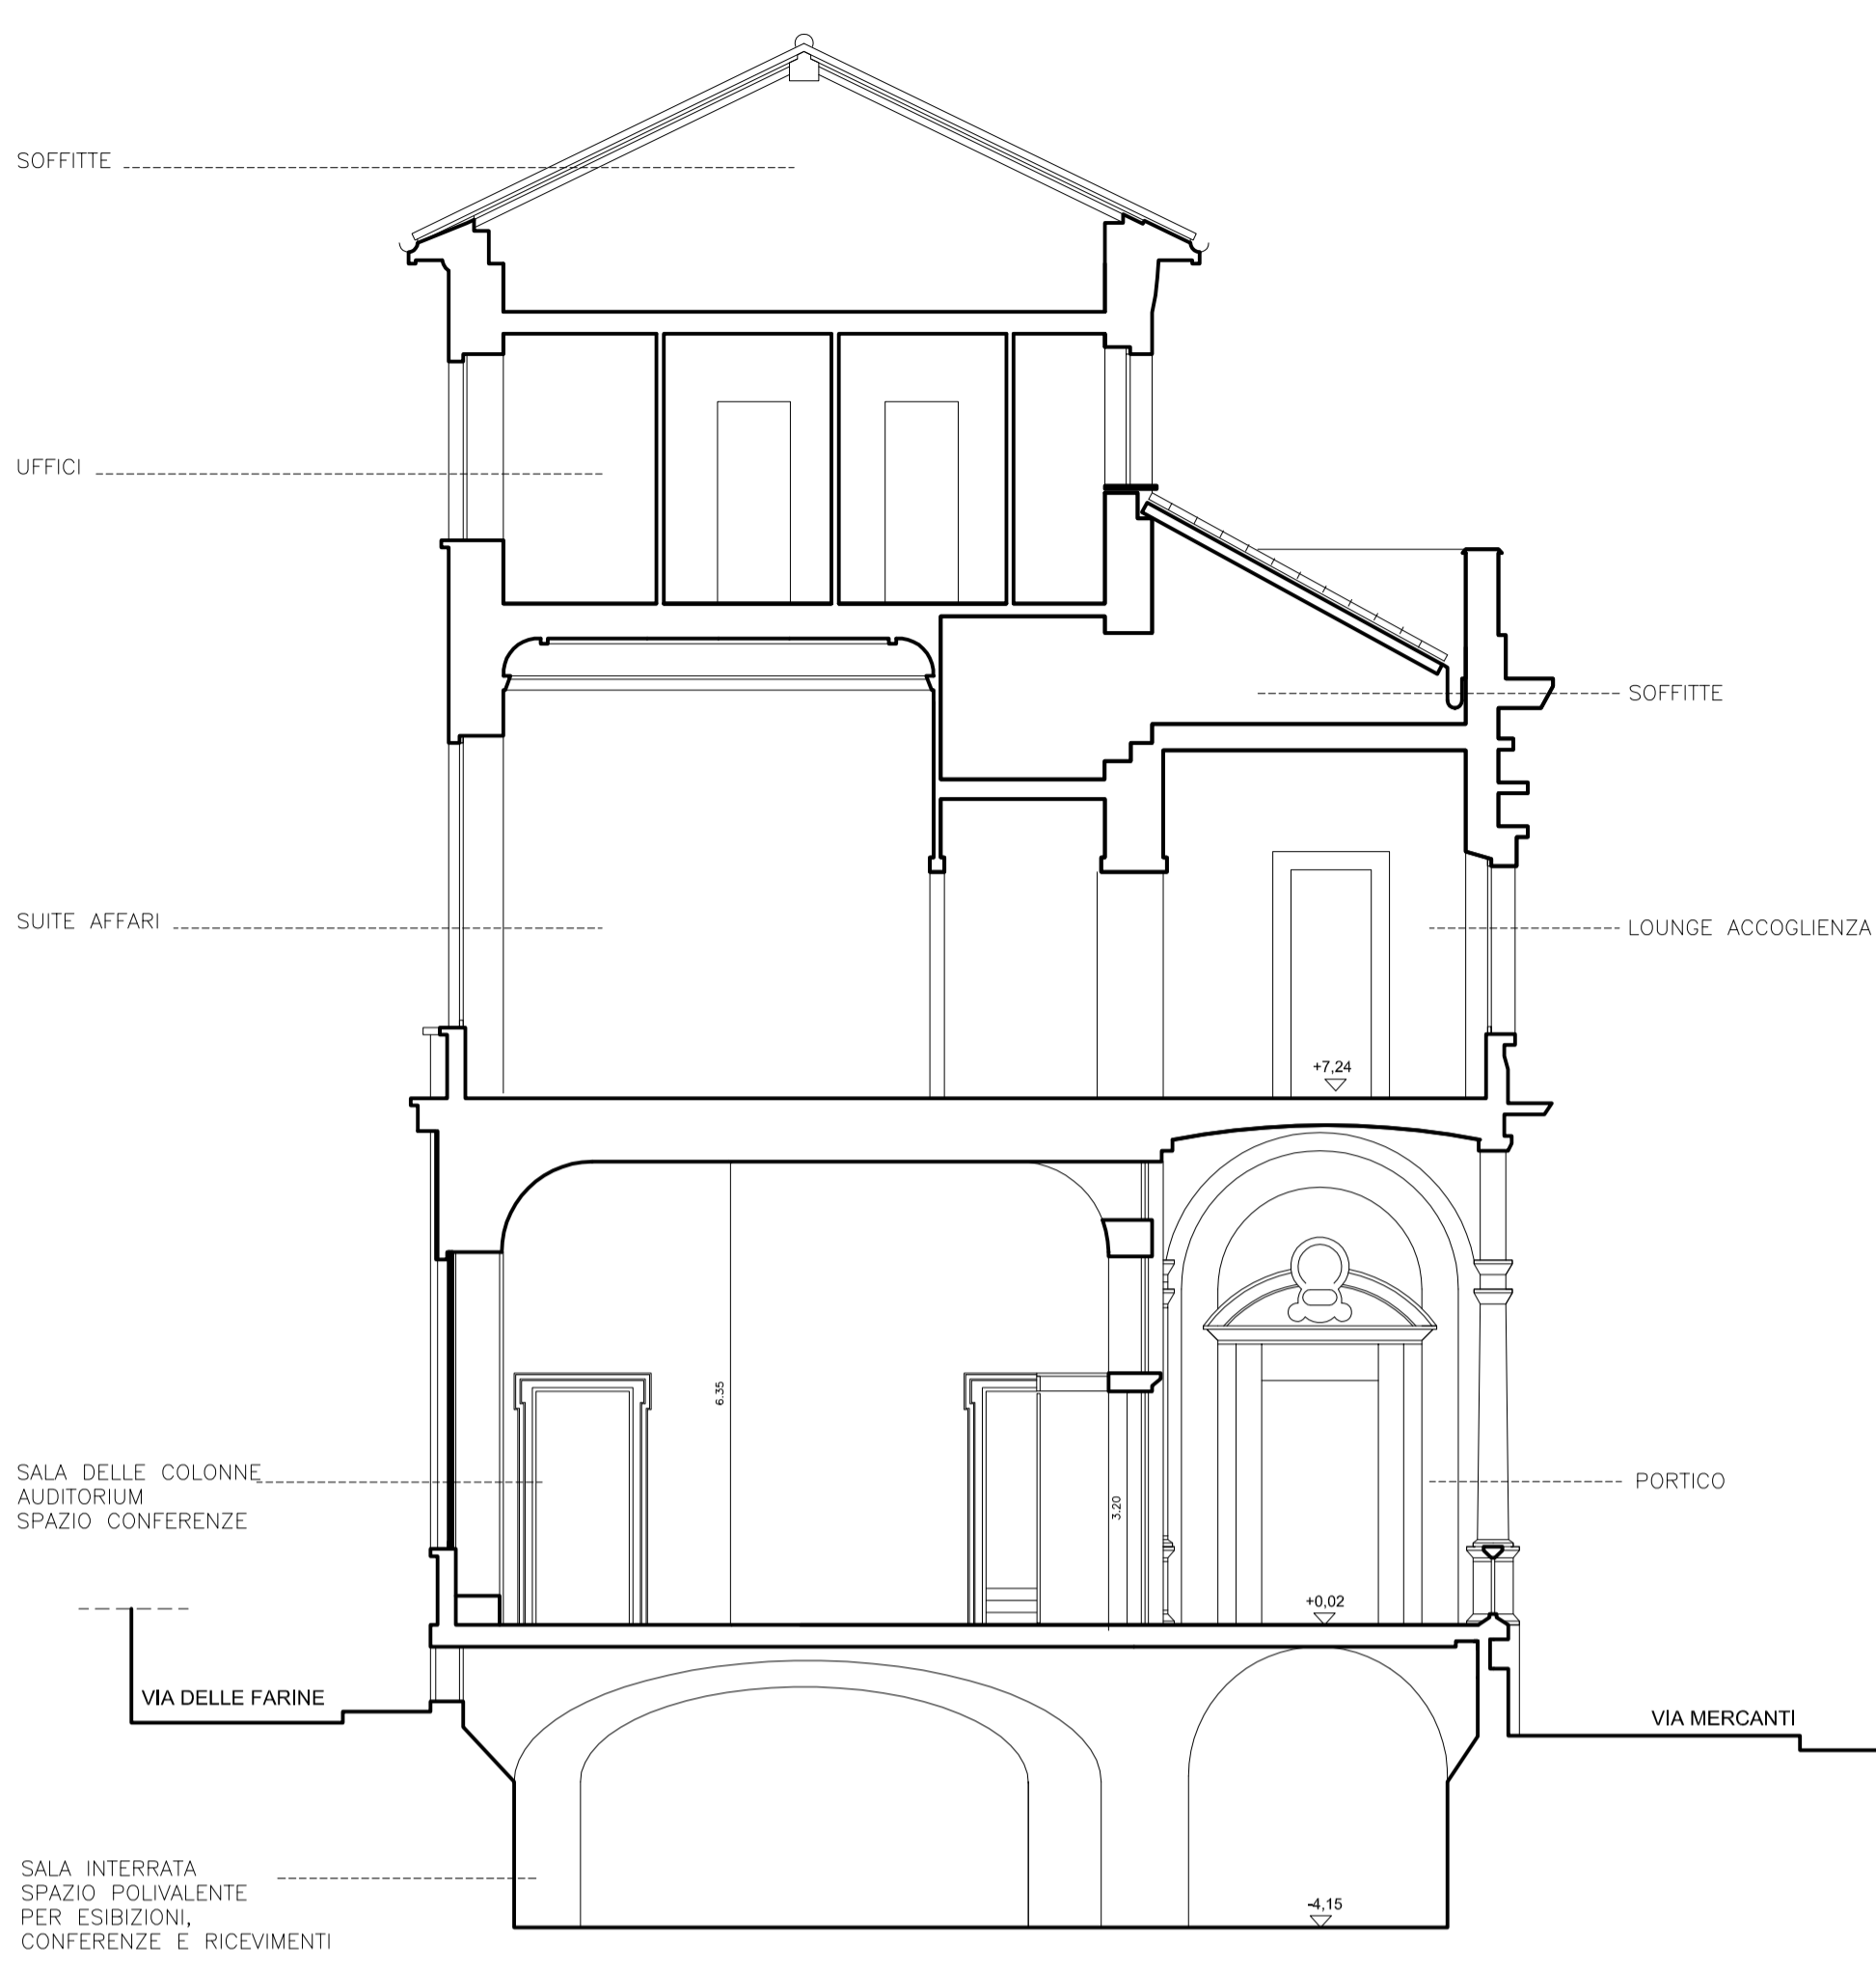 SOFFITTE
UFFICI
SOFFITTE
SUITE AFFARI
LOUNGE ACCOGLIENZA
+7,24
6.35
SALA DELLE COLONNE
AUDITORIUM
SPAZIO CONFERENZE
3.20
PORTICO
+0,02
VIA DELLE FARINE
VIA MERCANTI
SALA INTERRATA
SPAZIO POLIVALENTE
PER ESIBIZIONI,
CONFERENZE E RICEVIMENTI
-4,15